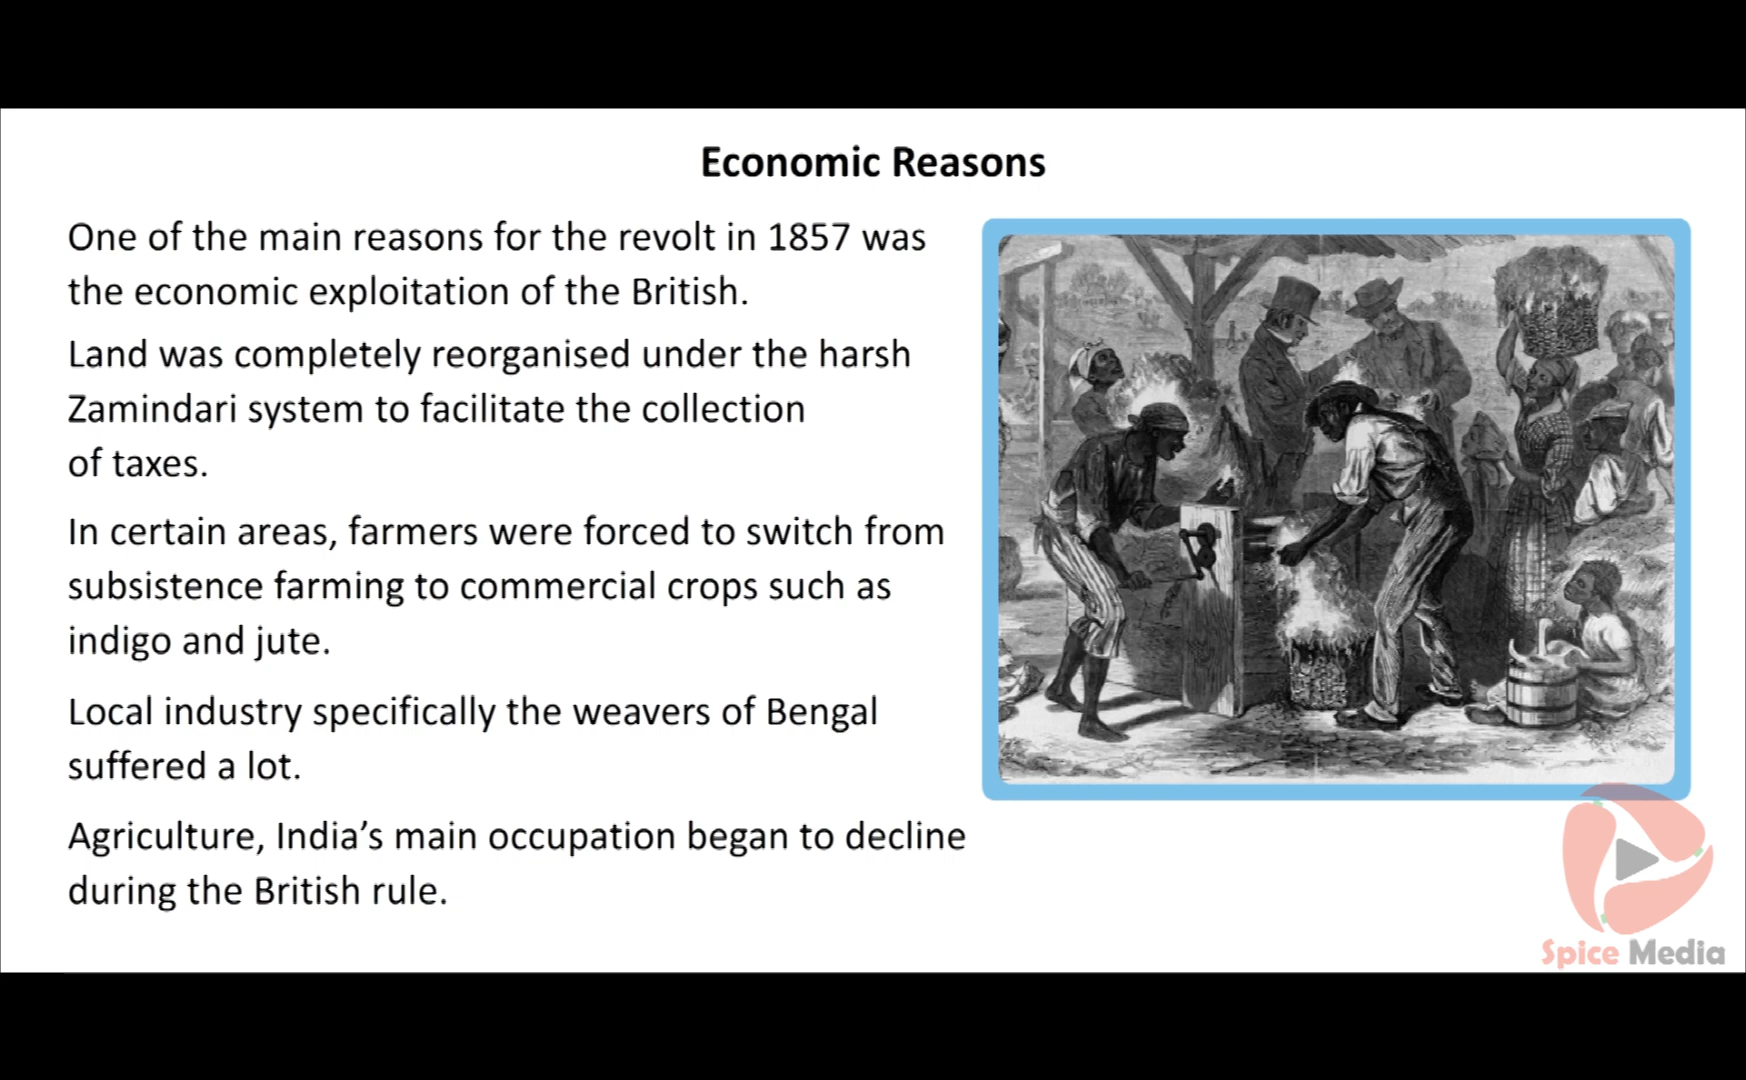 Economic Reasons
One of the main reasons for the revolt in 1857 was
the economic exploitation of the British.
Land was completely reorganised under the harsh
Zamindari system to facilitate the collection
of taxes.
In certain areas, farmers were forced to switch from
subsistence farming to commercial crops such as
indigo and jute.
Local industry specifically the weavers of Bengal
suffered a lot.
Agriculture, India’s main occupation began to decline
during the British rule.
Spice Media